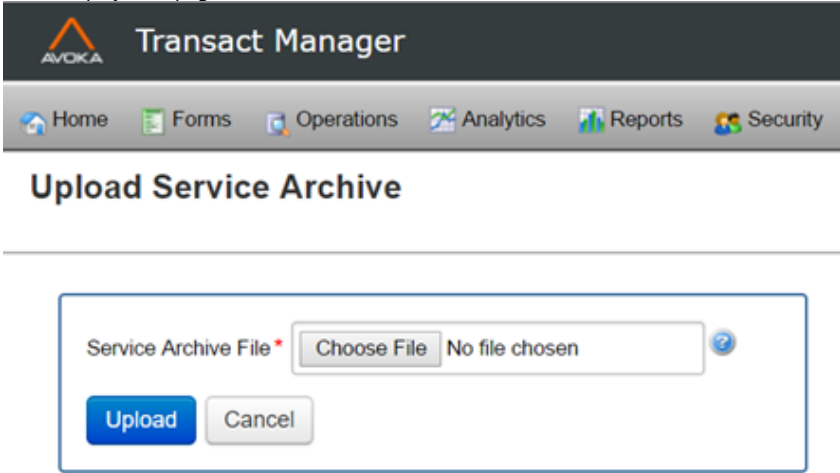 AVOKA Transact Manager
Home Forms Operations Analytics Reports Security
Upload Service Archive
Service Archive File* Choose File No file chosen ?
Upload Cancel